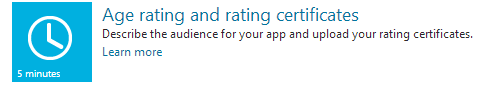 Age rating and rating certificates
Describe the audience for your app and upload your rating certificates.
Learn more
5 minutes